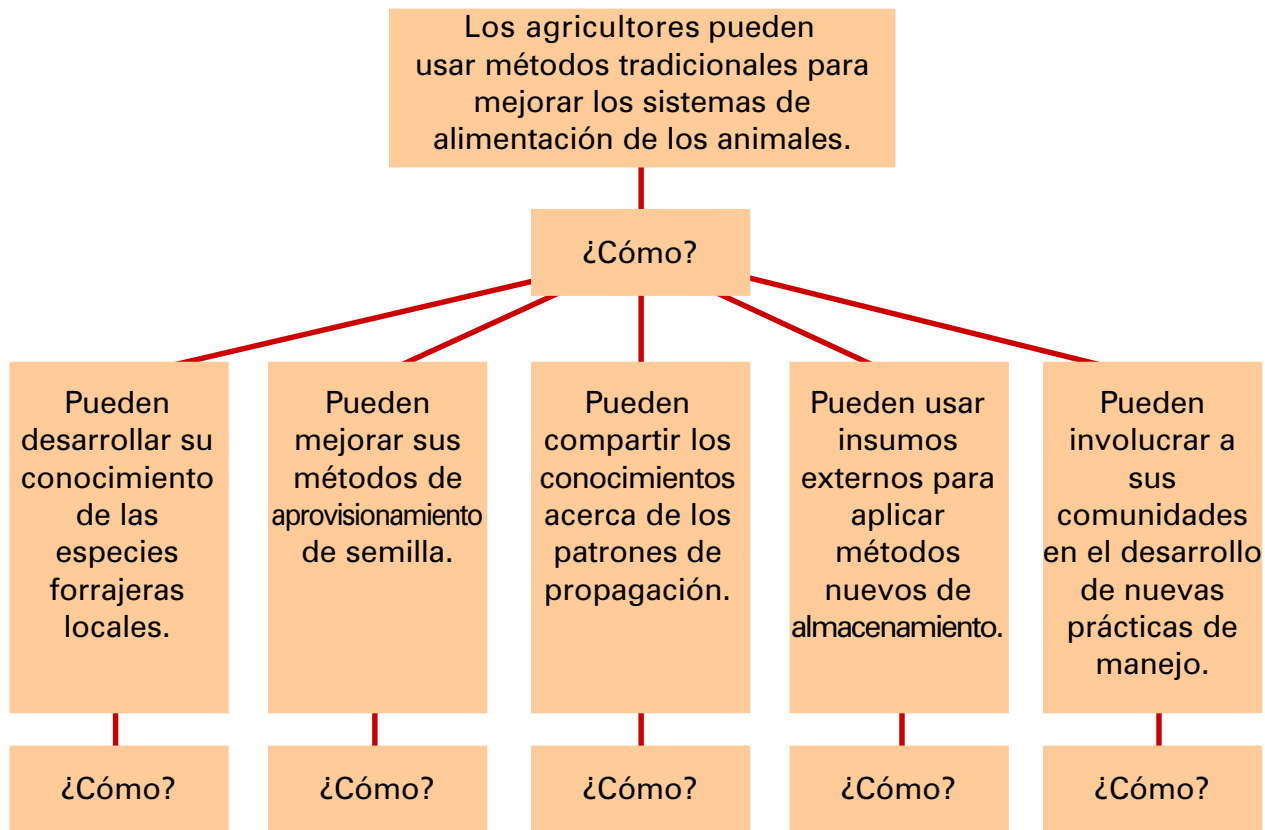 Los agricultores pueden
usar métodos tradicionales para
mejorar los sistemas de
alimentación de los animales.
¿Cómo?
Pueden
desarrollar su
conocimiento
de las
especies
forrajeras
locales.
Pueden
mejorar sus
métodos de
aprovisionamiento
de semilla.
Pueden
compartir los
conocimientos
acerca de los
patrones de
propagación.
Pueden usar
insumos
externos para
aplicar
métodos
nuevos de
almacenamiento.
Pueden
involucrar a
sus
comunidades
en el desarrollo
de nuevas
prácticas de
manejo.
¿Cómo?
¿Cómo?
¿Cómo?
¿Cómo?
¿Cómo?